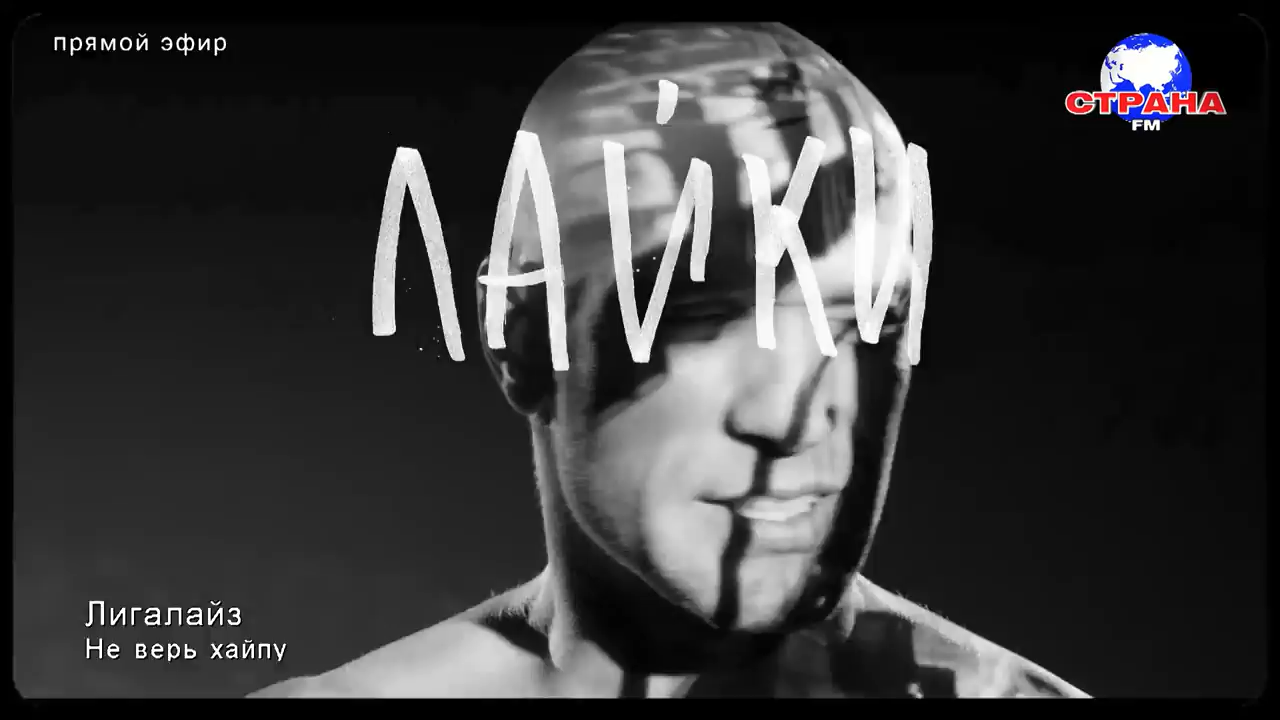 прямой эфир
СТРАНА
FM
ЛАЙКИ
Лигалайз
Не верь хайпу